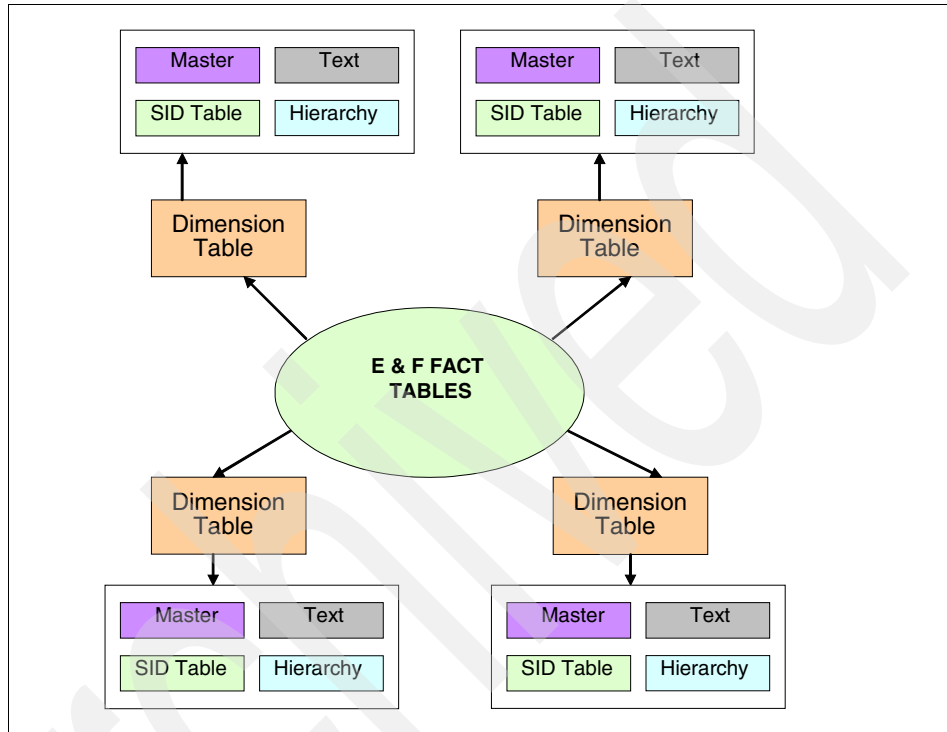 Master Text
SID Table Hierarchy
Master Text
SID Table Hierarchy
Dimension
Table
Dimension
Table
E & F FACT
TABLES
Dimension
Table
Dimension
Table
Master Text
SID Table Hierarchy
Master Text
SID Table Hierarchy